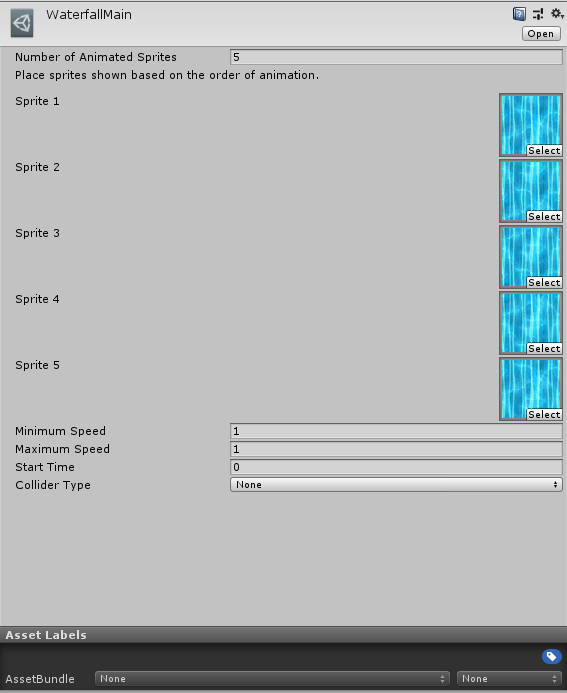 WaterfallMain
Open
Number of Animated Sprites 5
Place sprites shown based on the order of animation.
Sprite 1
Select
Sprite 2
Select
Sprite 3
Select
Sprite 4
Select
Sprite 5
Select
Minimum Speed 1
Maximum Speed 1
Start Time 0
Collider Type None
Asset Labels
AssetBundle None None